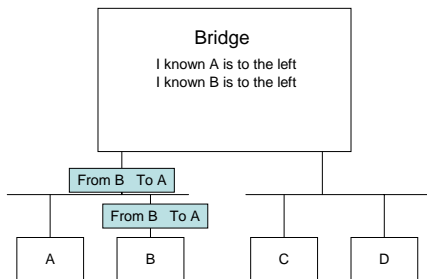 Bridge
I known A is to the left
I known B is to the left
From B To A
From B To A
A
B
C
D